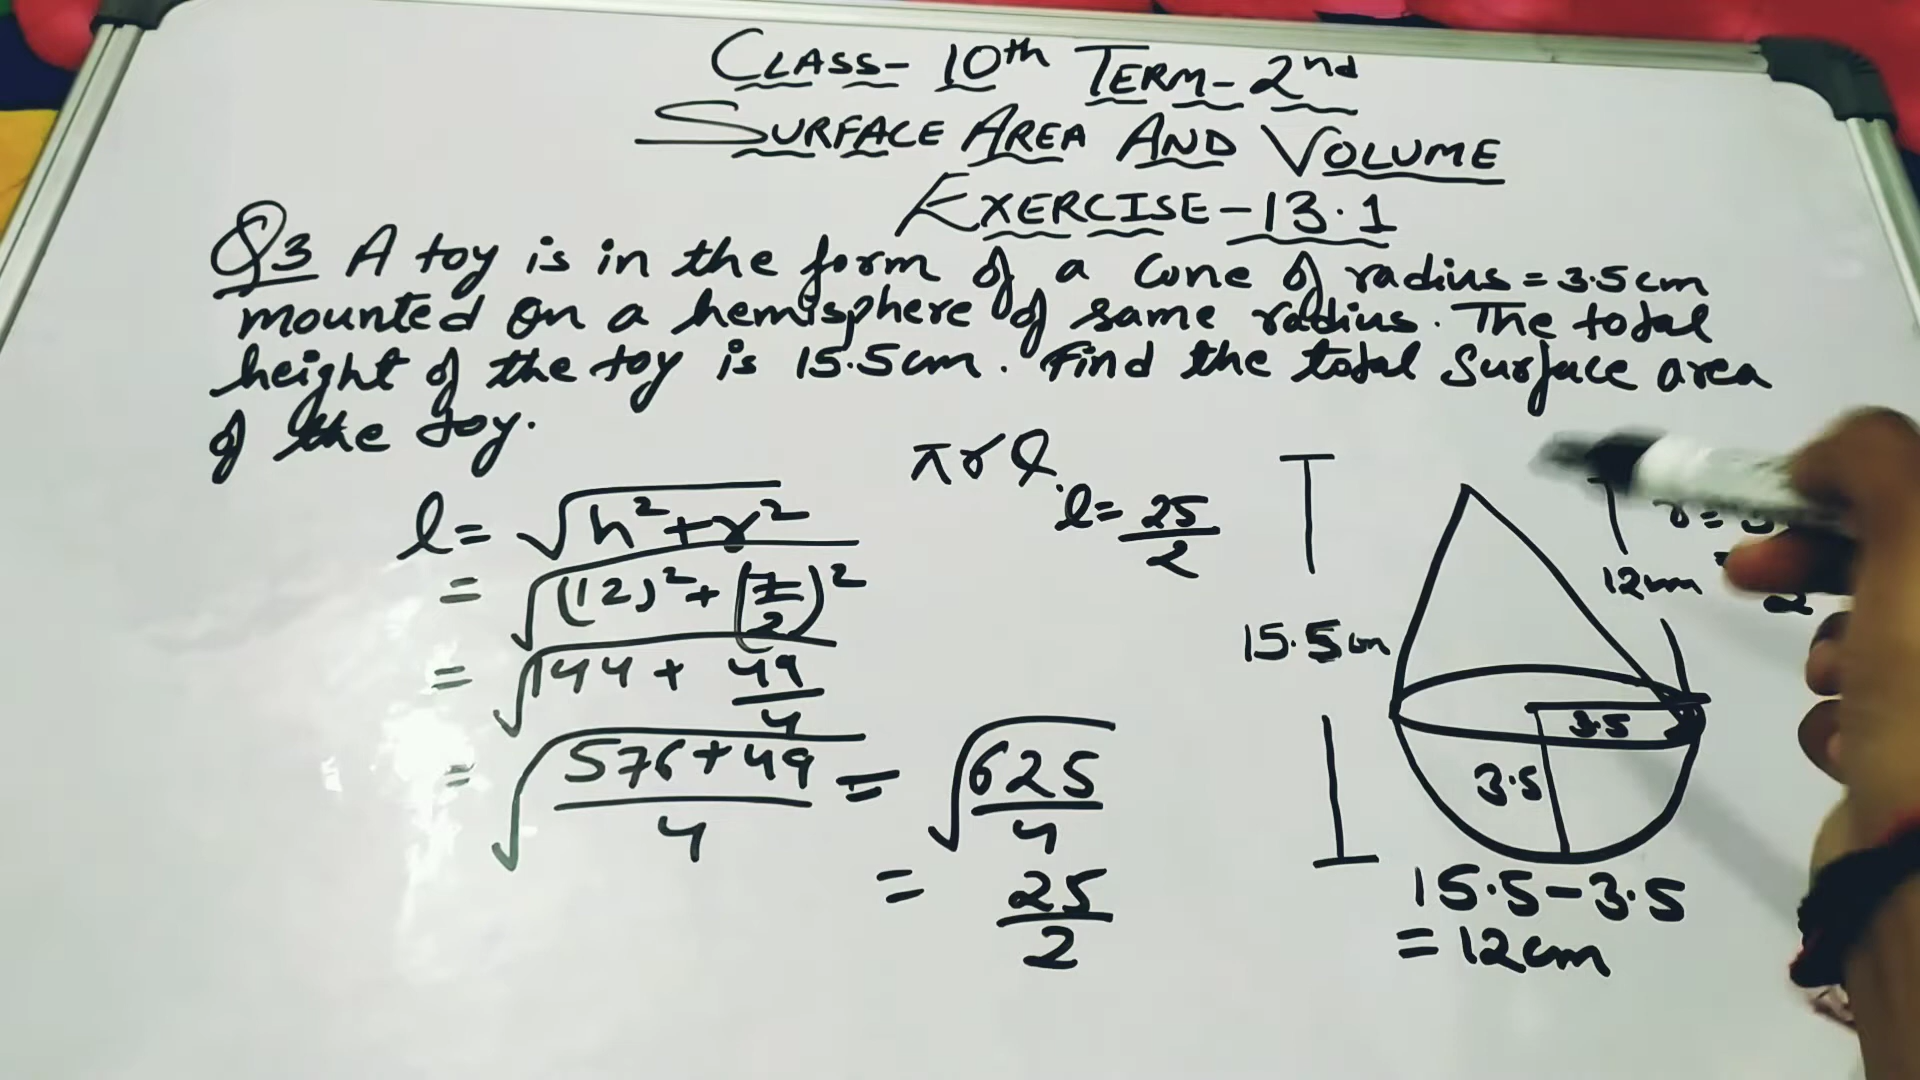 CLASS- 10th TERM-2nd
SURFACE AREA AND VOLUME
EXERCISE-13.1
Q3 A toy is in the form of a cone of radius = 3.5cm
mounted on a hemisphere of same radius. The total
height of the toy is 15.5cm. Find the total surface area
of the toy.
πrl
l = √(h²+r²)
= √((12)²+(7/2)²)
= √(144 + 49/4)
= √((576+49)/4) = √(625/4)
= 25/2
l = 25/2
r =
12cm
2
15.5cm
3.5
3.5
15.5-3.5
= 12cm